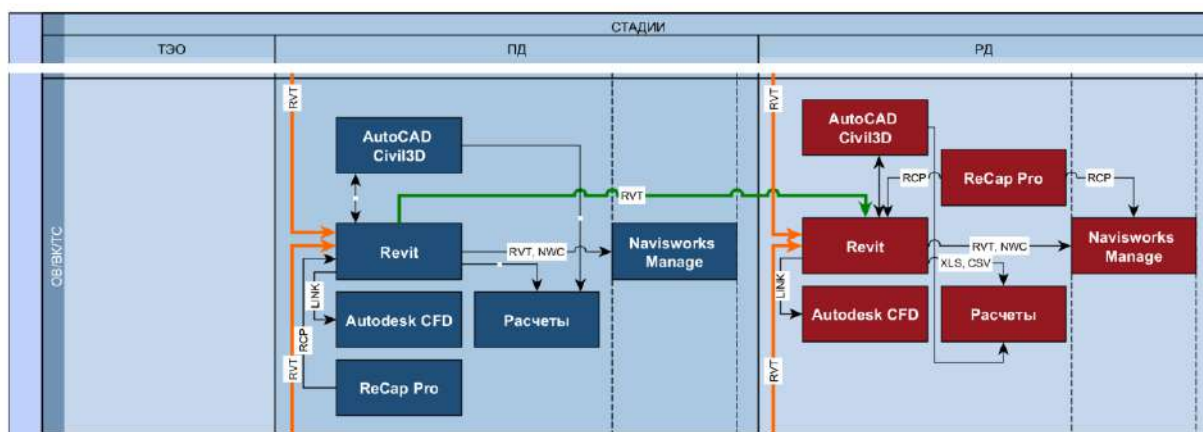 СТАДИИ
ТЭО
ПД
РД
ОВ/ВК/ТС
RVT
AutoCAD
Civil3D
RVT
Revit
RVT, NWC
Navisworks
Manage
LINK
RCP
RVT
Autodesk CFD
Расчеты
ReCap Pro
RVT
AutoCAD
Civil3D
RCP
ReCap Pro
RCP
Revit
RVT, NWC
XLS, CSV
Navisworks
Manage
LINK
Autodesk CFD
Расчеты
RVT